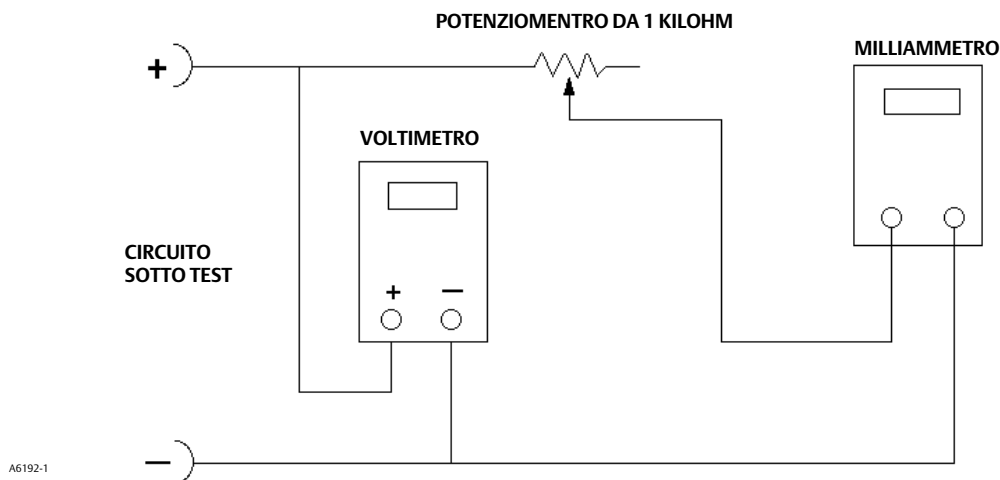 POTENZIOMENTRO DA 1 KILOHM
MILLIAMMETRO
+
VOLTIMETRO
CIRCUITO
SOTTO TEST
+ —
—
A6192-1